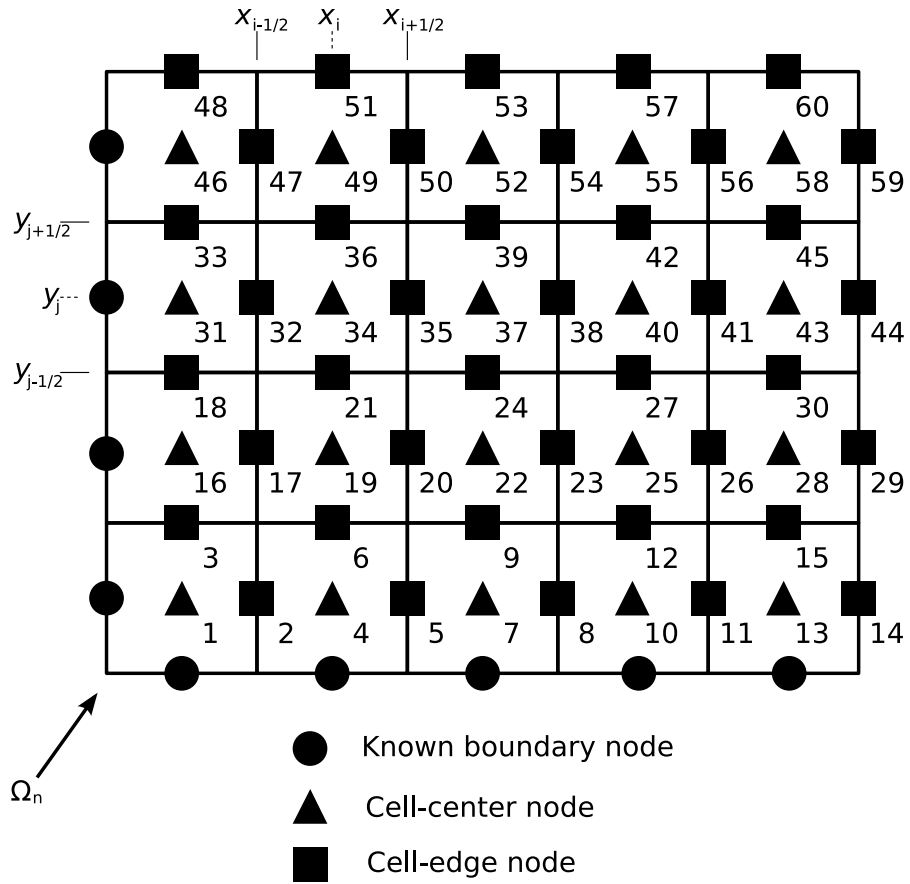 x_{i-1/2} x_i x_{i+1/2}
48 51 53 57 60
46 47 49 50 52 54 55 56 58 59
y_{j+1/2}
33 36 39 42 45
y_j
31 32 34 35 37 38 40 41 43 44
y_{j-1/2}
18 21 24 27 30
16 17 19 20 22 23 25 26 28 29
3 6 9 12 15
1 2 4 5 7 8 10 11 13 14
Ω_n
Known boundary node
Cell-center node
Cell-edge node